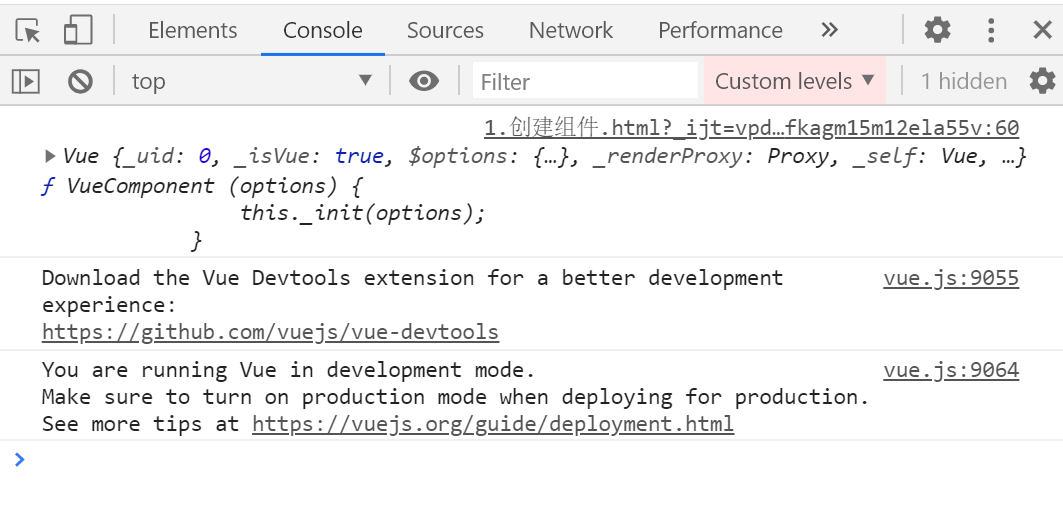 Elements Console Sources Network Performance »
top Filter Custom levels ▼ 1 hidden
1.创建组件.html?_ijt=vpd…fkagm15m12ela55v:60
Vue {_uid: 0, _isVue: true, $options: {…}, _renderProxy: Proxy, _self: Vue, …}
ƒ VueComponent (options) {
this._init(options);
}
Download the Vue Devtools extension for a better development vue.js:9055
experience:
https://github.com/vuejs/vue-devtools
You are running Vue in development mode. vue.js:9064
Make sure to turn on production mode when deploying for production.
See more tips at https://vuejs.org/guide/deployment.html